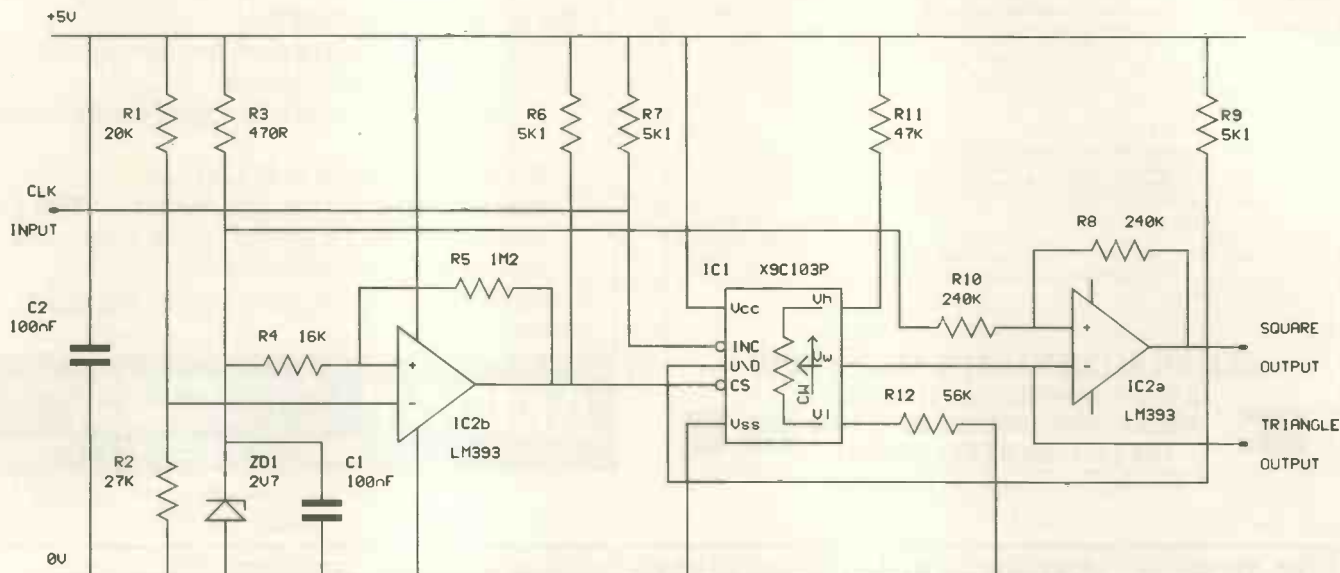 +5V
R1
20K
R3
470R
R6
5K1
R7
5K1
R11
47K
R9
5K1
CLK
INPUT
R8 240K
R5 1M2
IC1 X9C103P
R10
240K
C2
100nF
Vcc
Vh
R4 16K
INC
U\D
CS
Vw
CW
+
-
+
-
SQUARE
OUTPUT
IC2a
LM393
R12 56K
Vss
Vl
IC2b
LM393
TRIANGLE
OUTPUT
R2
27K
ZD1
2V7
C1
100nF
0V